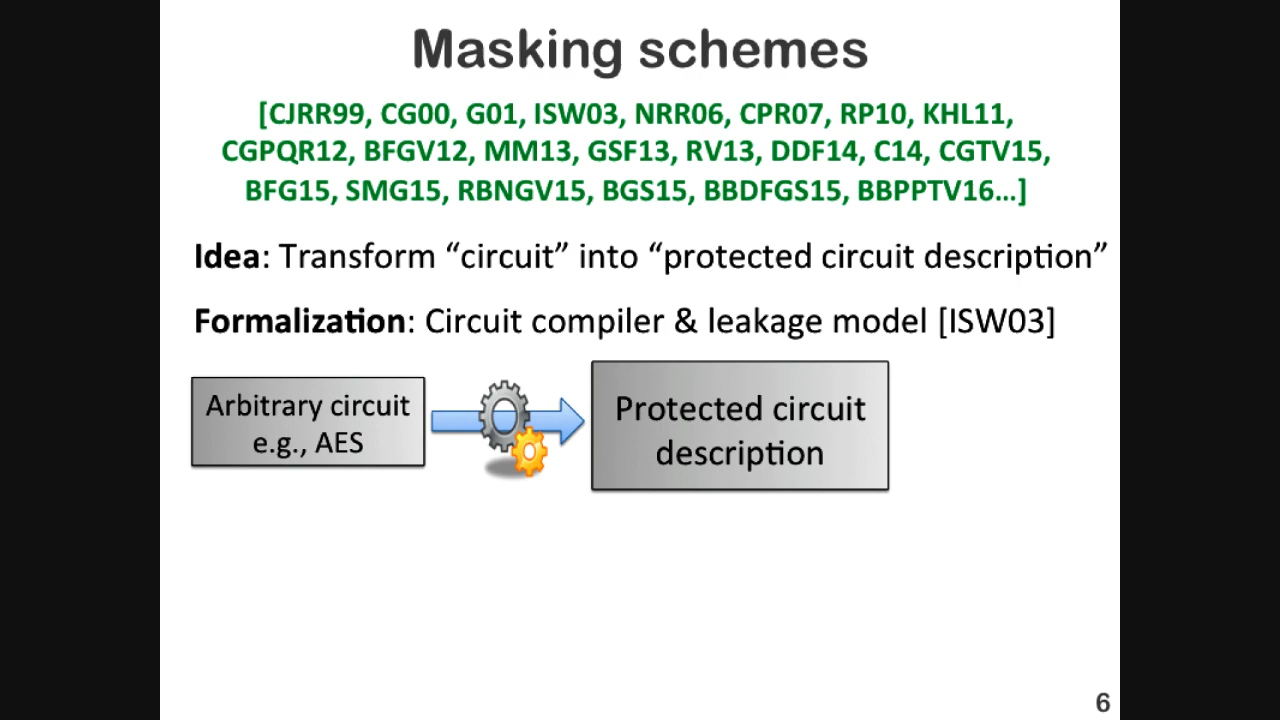 Masking schemes
[CJRR99, CG00, G01, ISW03, NRR06, CPR07, RP10, KHL11,
CGPQR12, BFGV12, MM13, GSF13, RV13, DDF14, C14, CGTV15,
BFG15, SMG15, RBNGV15, BGS15, BBDFGS15, BBPPTV16…]
Idea: Transform “circuit” into “protected circuit description”
Formalization: Circuit compiler & leakage model [ISW03]
Arbitrary circuit
e.g., AES
Protected circuit
description
6